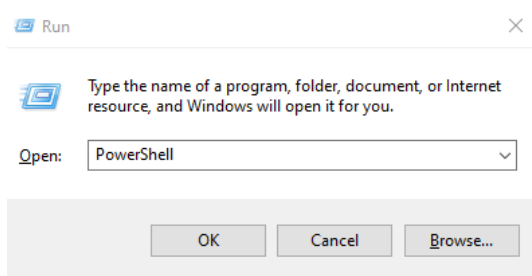 Run
Type the name of a program, folder, document, or Internet
resource, and Windows will open it for you.
Open: PowerShell
OK Cancel Browse...